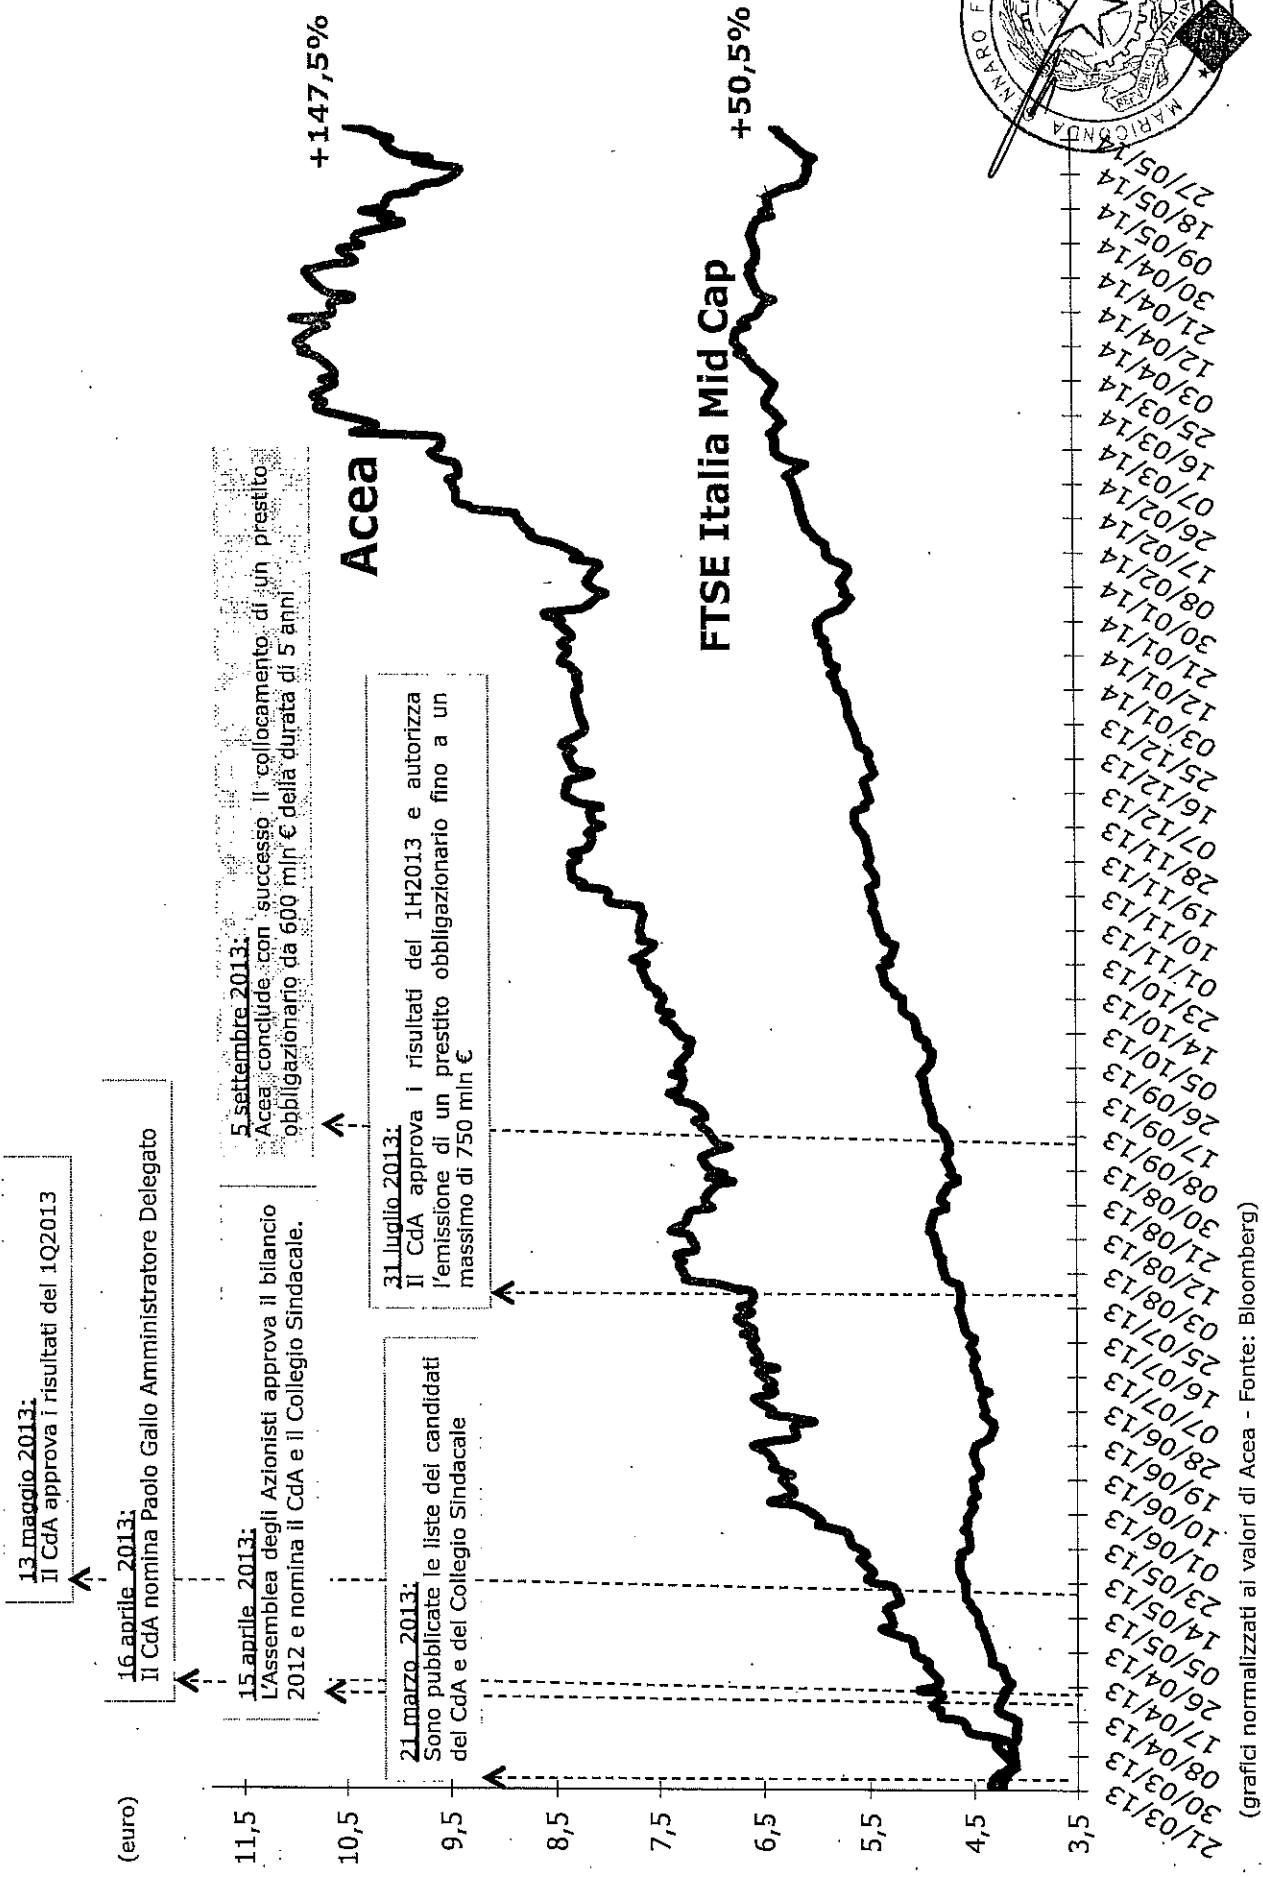 13 maggio 2013:
Il CdA approva i risultati del 1Q2013
16 aprile 2013:
Il CdA nomina Paolo Gallo Amministratore Delegato
15 aprile 2013:
L'Assemblea degli Azionisti approva il bilancio
2012 e nomina il CdA e il Collegio Sindacale.
5 settembre 2013:
Acea conclude con successo il collocamento di un prestito
obbligazionario da 600 mln € della durata di 5 anni
21 marzo 2013:
Sono pubblicate le liste dei candidati
del CdA e del Collegio Sindacale
31 luglio 2013:
Il CdA approva i risultati del 1H2013 e autorizza
l'emissione di un prestito obbligazionario fino a un
massimo di 750 mln €
(euro)
11,5
10,5
9,5
8,5
7,5
6,5
5,5
4,5
3,5
Acea
+147,5%
FTSE Italia Mid Cap
+50,5%
21/03/13
30/03/13
08/04/13
17/04/13
26/04/13
05/05/13
14/05/13
23/05/13
01/06/13
10/06/13
19/06/13
28/06/13
07/07/13
16/07/13
25/07/13
03/08/13
12/08/13
21/08/13
30/08/13
08/09/13
17/09/13
26/09/13
05/10/13
14/10/13
23/10/13
01/11/13
10/11/13
19/11/13
28/11/13
07/12/13
16/12/13
25/12/13
03/01/14
12/01/14
21/01/14
30/01/14
08/02/14
17/02/14
26/02/14
07/03/14
16/03/14
25/03/14
03/04/14
12/04/14
21/04/14
30/04/14
09/05/14
18/05/14
27/05/14
(grafici normalizzati ai valori di Acea - Fonte: Bloomberg)
MARICONDA